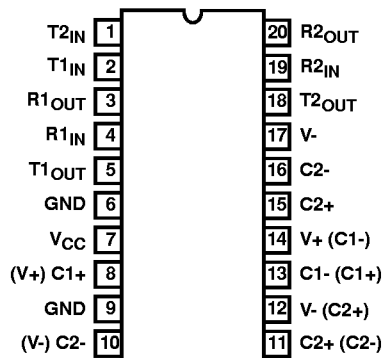 T2IN 1 20 R2OUT
T1IN 2 19 R2IN
R1OUT 3 18 T2OUT
R1IN 4 17 V-
T1OUT 5 16 C2-
GND 6 15 C2+
VCC 7 14 V+ (C1-)
(V+) C1+ 8 13 C1- (C1+)
GND 9 12 V- (C2+)
(V-) C2- 10 11 C2+ (C2-)